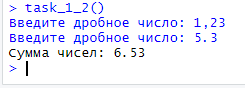 > task_1_2()
Введите дробное число: 1,23
Введите дробное число: 5.3
Сумма чисел: 6.53
>